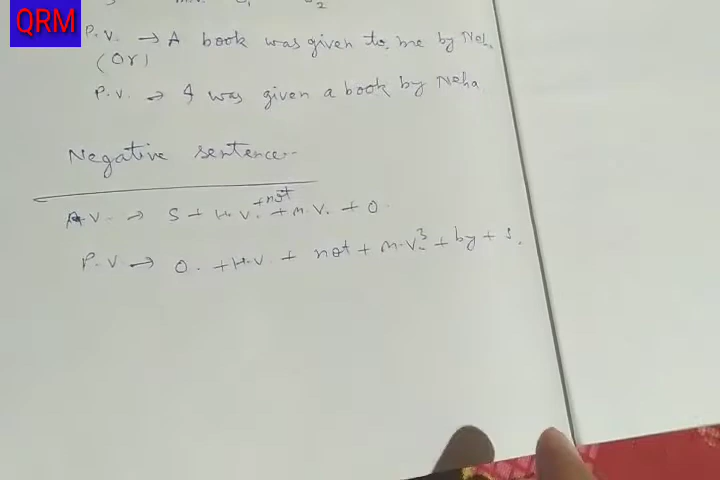 QRM
P.V. → A book was given to me by Neha
(Or)
P.V. → I was given a book by Neha
Negative sentence--
A.V. → S + H.V. + not + M.V. + O.
P.V → O. + H.V. + not + M.V.3 + by + S.